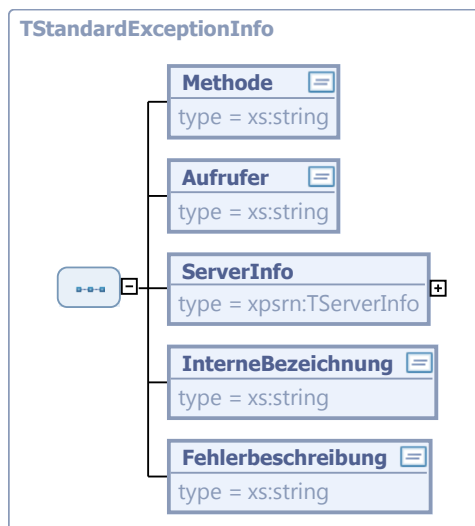 TStandardExceptionInfo
Methode
type = xs:string
Aufrufer
type = xs:string
ServerInfo
type = xpsrn:TServerInfo
InterneBezeichnung
type = xs:string
Fehlerbeschreibung
type = xs:string